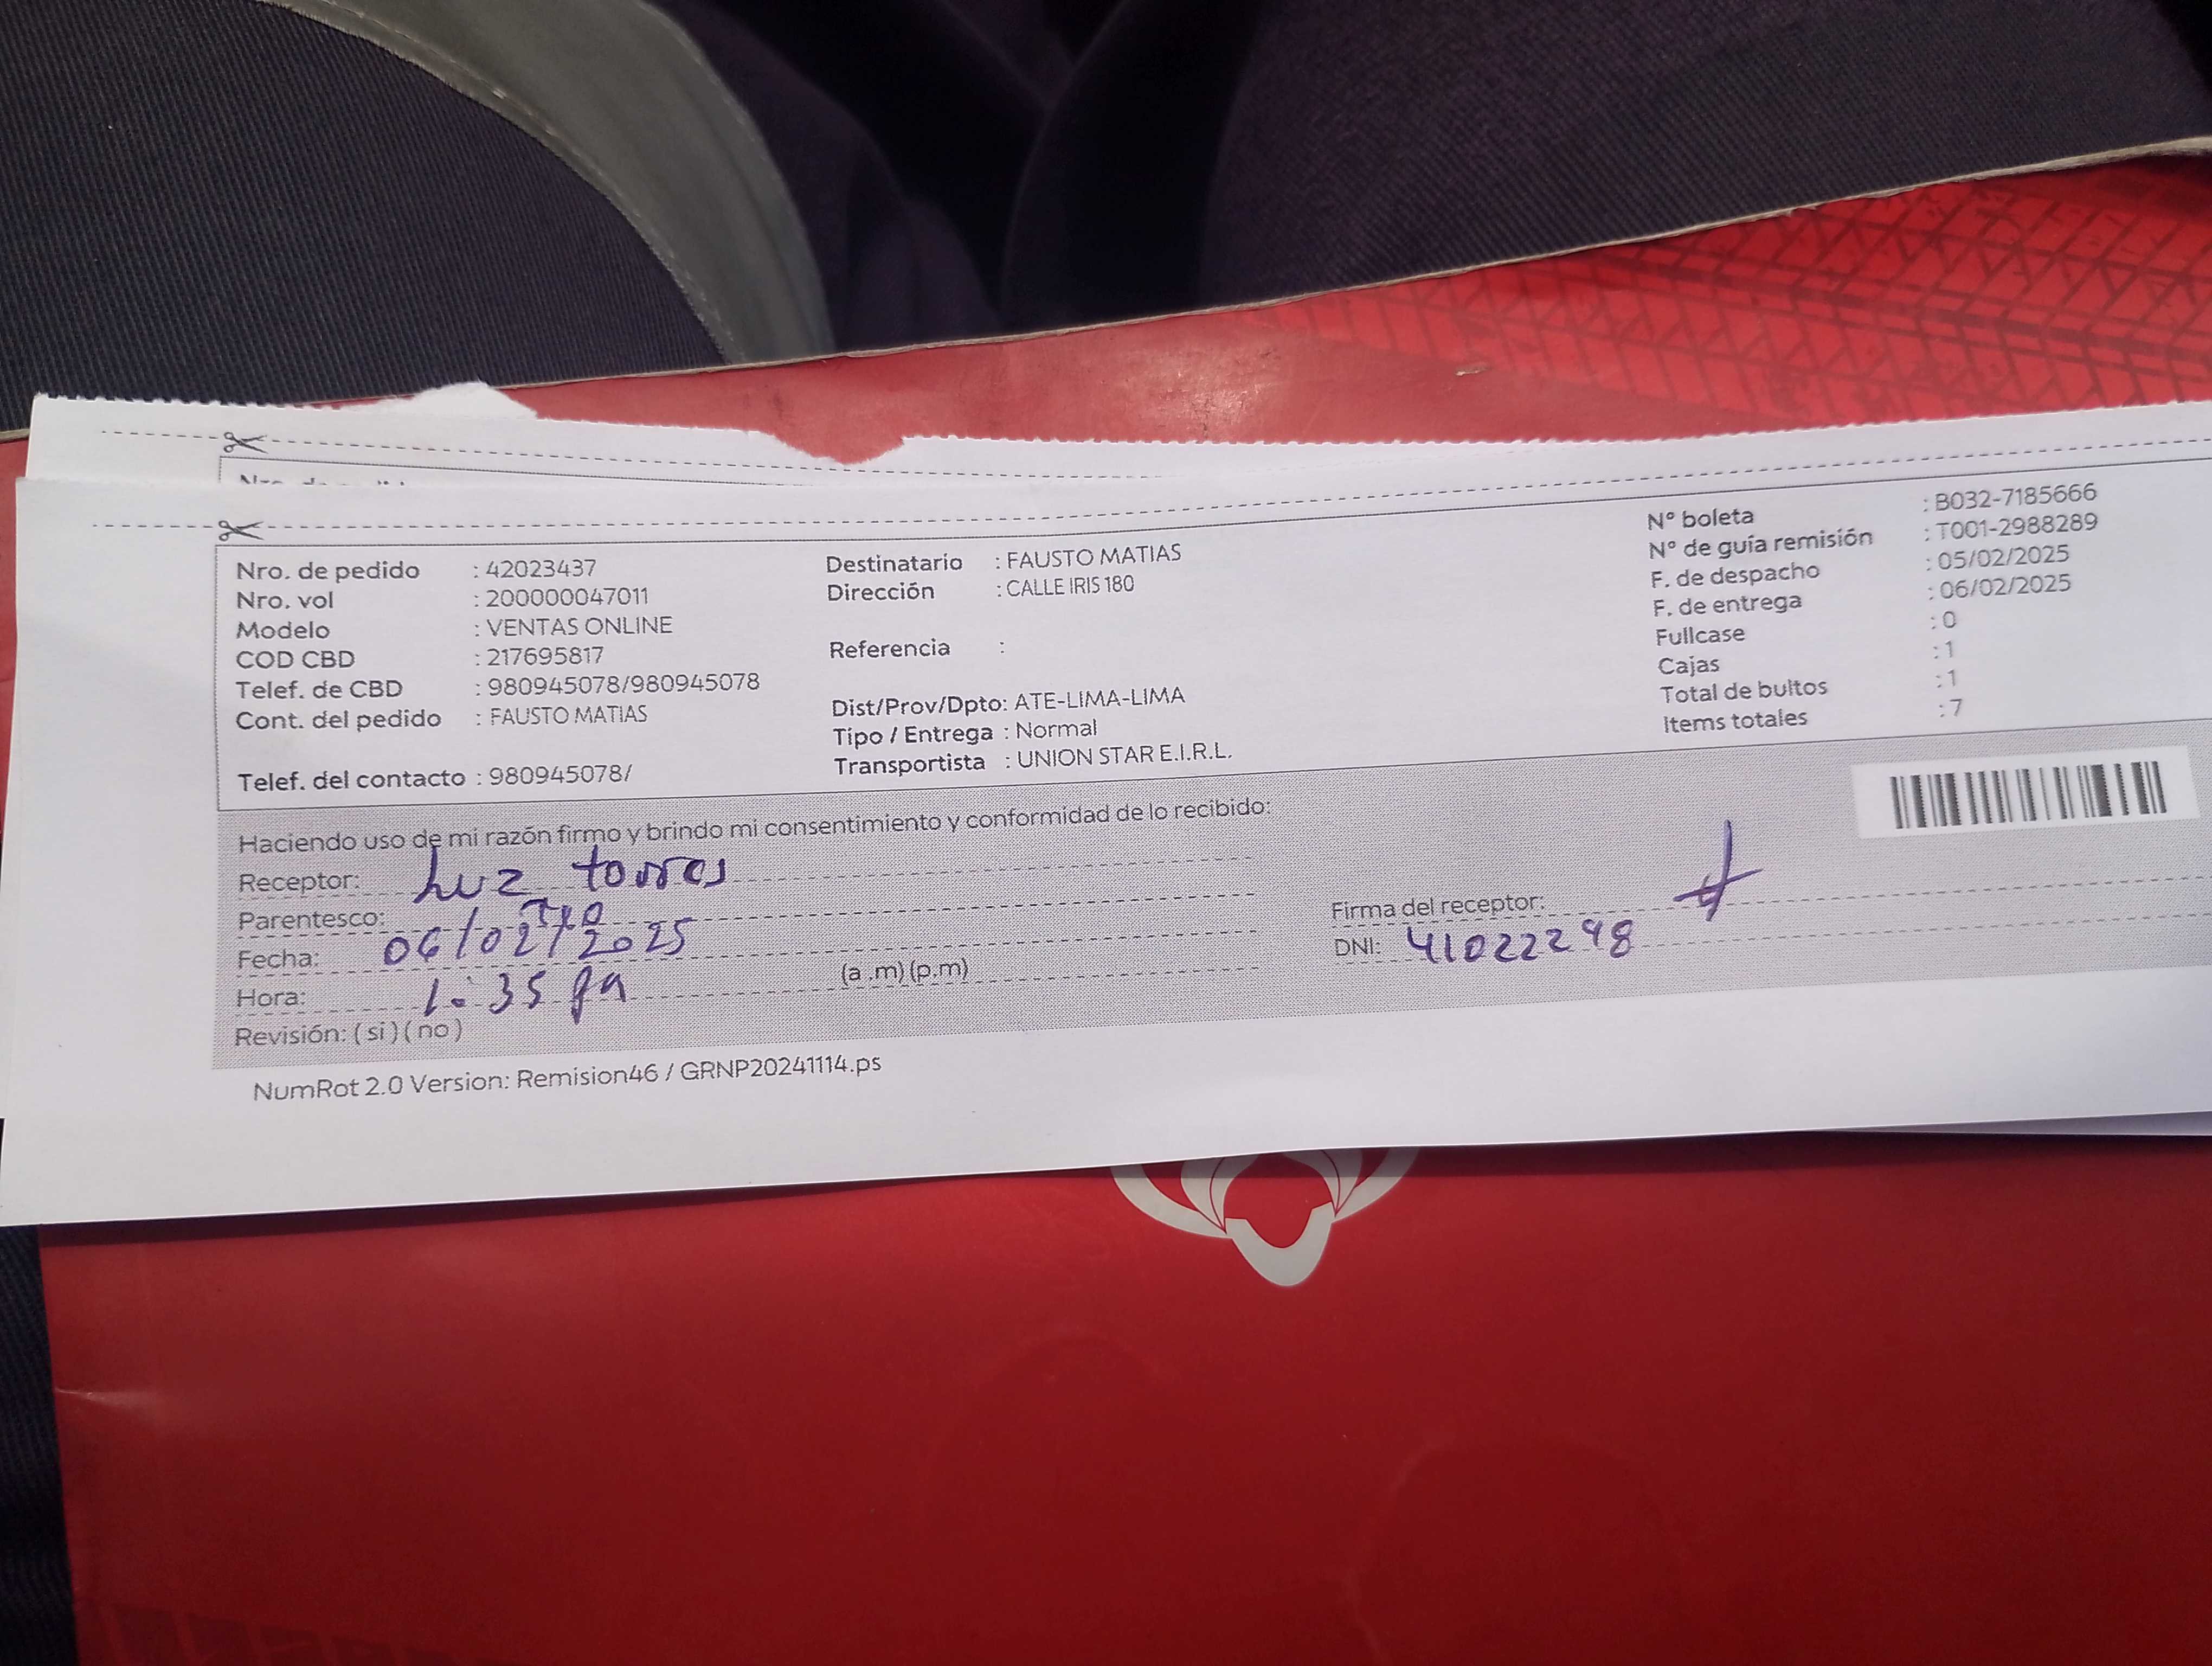 Nro. de pedido : 42023437
Nro. vol : 200000047011
Modelo : VENTAS ONLINE
COD CBD : 217695817
Telef. de CBD : 980945078/980945078
Cont. del pedido : FAUSTO MATIAS
Telef. del contacto : 980945078/
Destinatario : FAUSTO MATIAS
Dirección : CALLE IRIS 180
Referencia :
Dist/Prov/Dpto: ATE-LIMA-LIMA
Tipo / Entrega : Normal
Transportista : UNION STAR E.I.R.L.
N° boleta : B032-7185666
N° de guía remisión : T001-2988289
F. de despacho : 05/02/2025
F. de entrega : 06/02/2025
Fullcase : 0
Cajas : 1
Total de bultos : 1
Items totales : 7
Haciendo uso de mi razón firmo y brindo mi consentimiento y conformidad de lo recibido:
Receptor: Luz torres
Parentesco:
Fecha: 06/02/2025
Hora: 1:35 (a .m) (p.m)
Revisión: ( si ) ( no )
Firma del receptor:
DNI: 41022298
NumRot 2.0 Version: Remision46 / GRNP20241114.ps